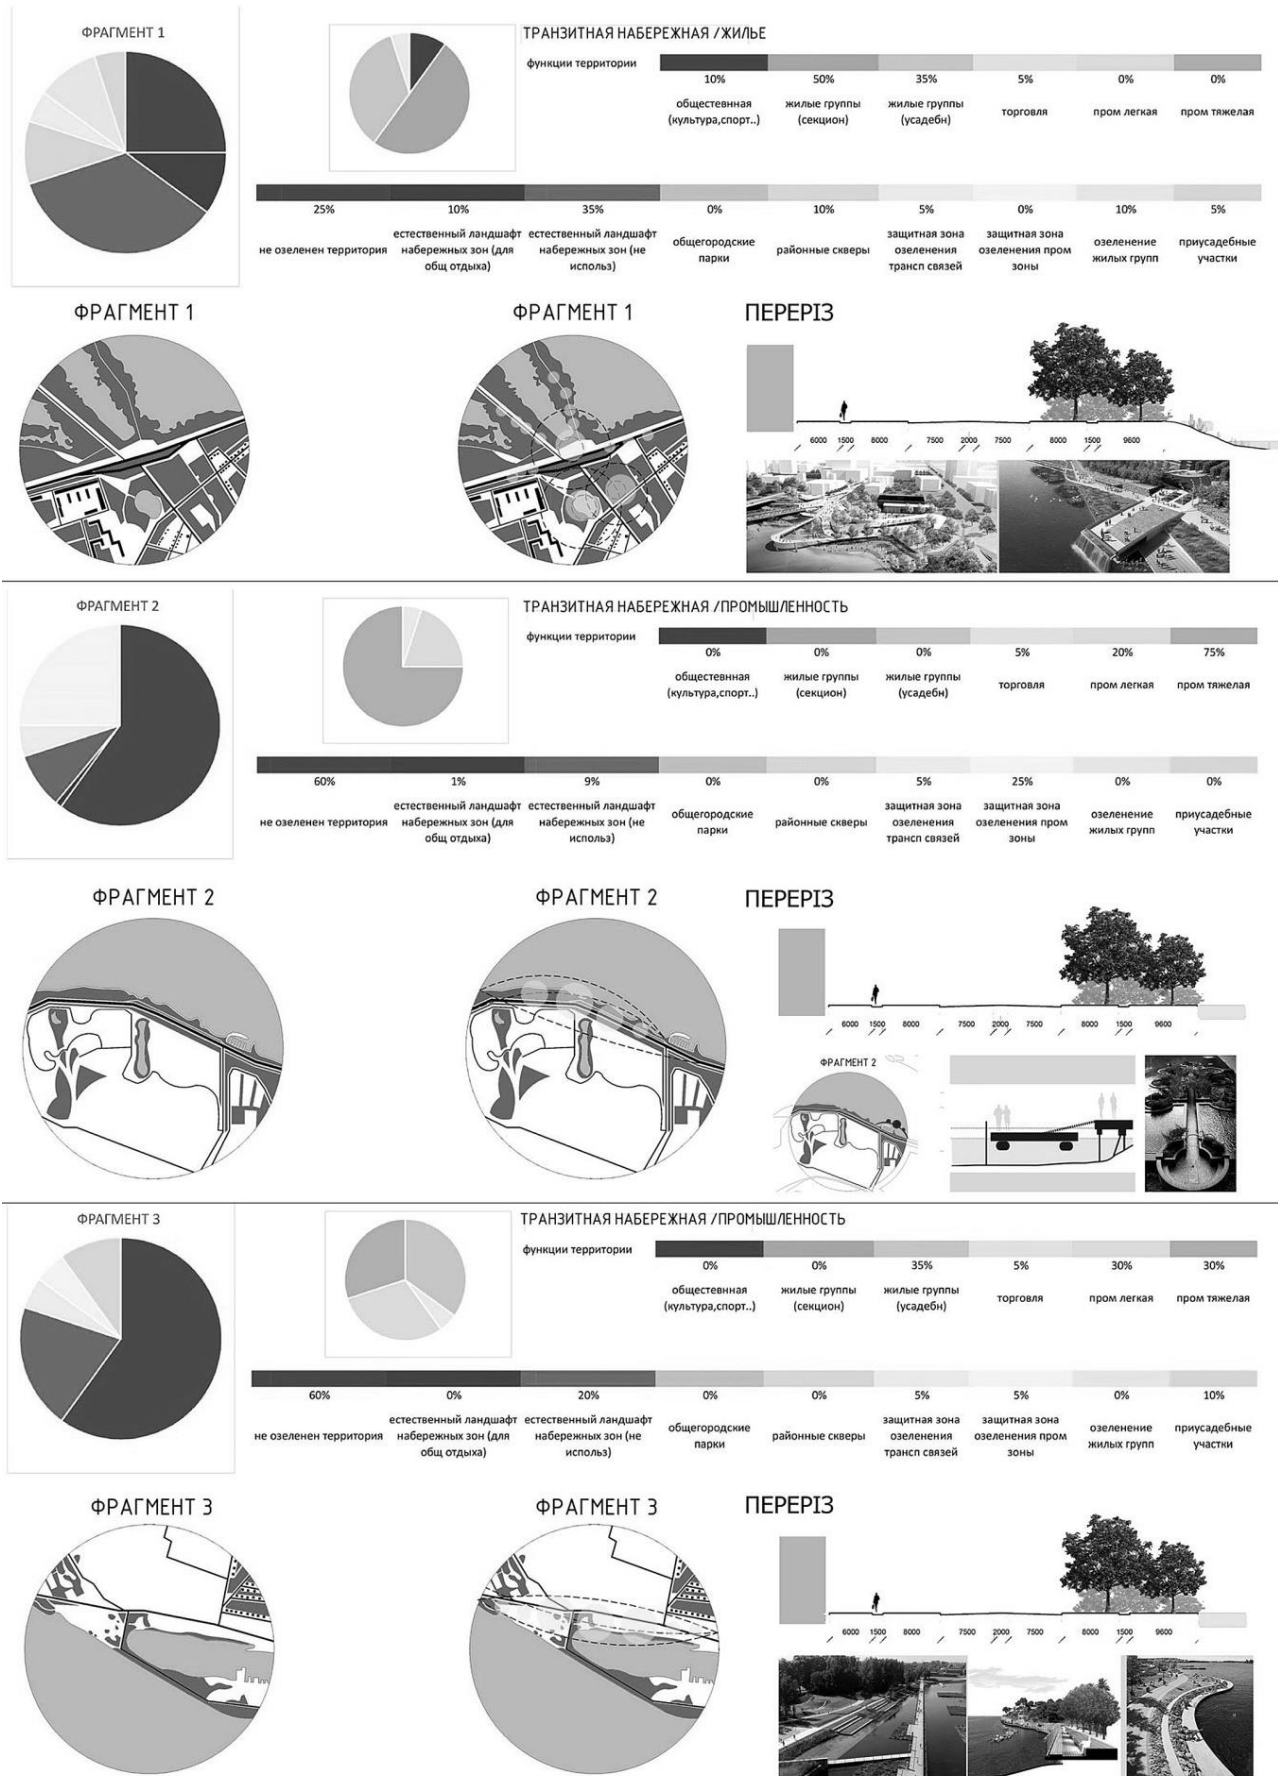 ФРАГМЕНТ 1
ТРАНЗИТНАЯ НАБЕРЕЖНАЯ /ЖИЛЬЕ
функции территории
10% 50% 35% 5% 0% 0%
общественная жилые группы жилые группы торговля пром легкая пром тяжелая
(культура,спорт..) (секцион) (усадебн)
25% 10% 35% 0% 10% 5% 0% 10% 5%
не озеленен территория
естественный ландшафт
набережных зон (для
общ отдыха)
естественный ландшафт
набережных зон (не
использ)
общегородские
парки
районные скверы
защитная зона
озеленения
трансп связей
защитная зона
озеленения пром
зоны
озеленение
жилых групп
приусадебные
участки
ФРАГМЕНТ 1
ФРАГМЕНТ 1
ПЕРЕРІЗ
6000 1500 8000 7500 2000 7500 8000 1500 9600
ФРАГМЕНТ 2
ТРАНЗИТНАЯ НАБЕРЕЖНАЯ /ПРОМЫШЛЕННОСТЬ
функции территории
0% 0% 0% 5% 20% 75%
общественная жилые группы жилые группы торговля пром легкая пром тяжелая
(культура,спорт..) (секцион) (усадебн)
60% 1% 9% 0% 0% 5% 25% 0% 0%
не озеленен территория
естественный ландшафт
набережных зон (для
общ отдыха)
естественный ландшафт
набережных зон (не
использ)
общегородские
парки
районные скверы
защитная зона
озеленения
трансп связей
защитная зона
озеленения пром
зоны
озеленение
жилых групп
приусадебные
участки
ФРАГМЕНТ 2
ФРАГМЕНТ 2
ПЕРЕРІЗ
6000 1500 8000 7500 2000 7500 8000 1500 9600
ФРАГМЕНТ 2
ФРАГМЕНТ 3
ТРАНЗИТНАЯ НАБЕРЕЖНАЯ /ПРОМЫШЛЕННОСТЬ
функции территории
0% 0% 35% 5% 30% 30%
общественная жилые группы жилые группы торговля пром легкая пром тяжелая
(культура,спорт..) (секцион) (усадебн)
60% 0% 20% 0% 0% 5% 5% 0% 10%
не озеленен территория
естественный ландшафт
набережных зон (для
общ отдыха)
естественный ландшафт
набережных зон (не
использ)
общегородские
парки
районные скверы
защитная зона
озеленения
трансп связей
защитная зона
озеленения пром
зоны
озеленение
жилых групп
приусадебные
участки
ФРАГМЕНТ 3
ФРАГМЕНТ 3
ПЕРЕРІЗ
6000 1500 8000 7500 2000 7500 8000 1500 9600